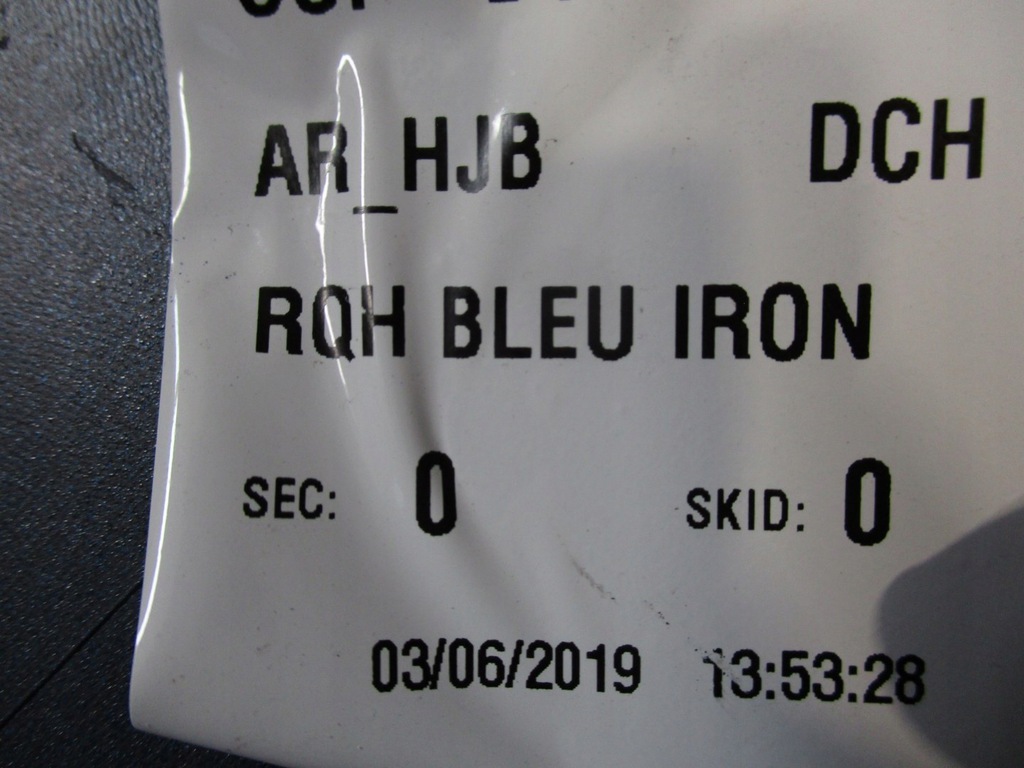 AR_HJB DCH
RQH BLEU IRON
SEC: 0 SKID: 0
03/06/2019 13:53:28